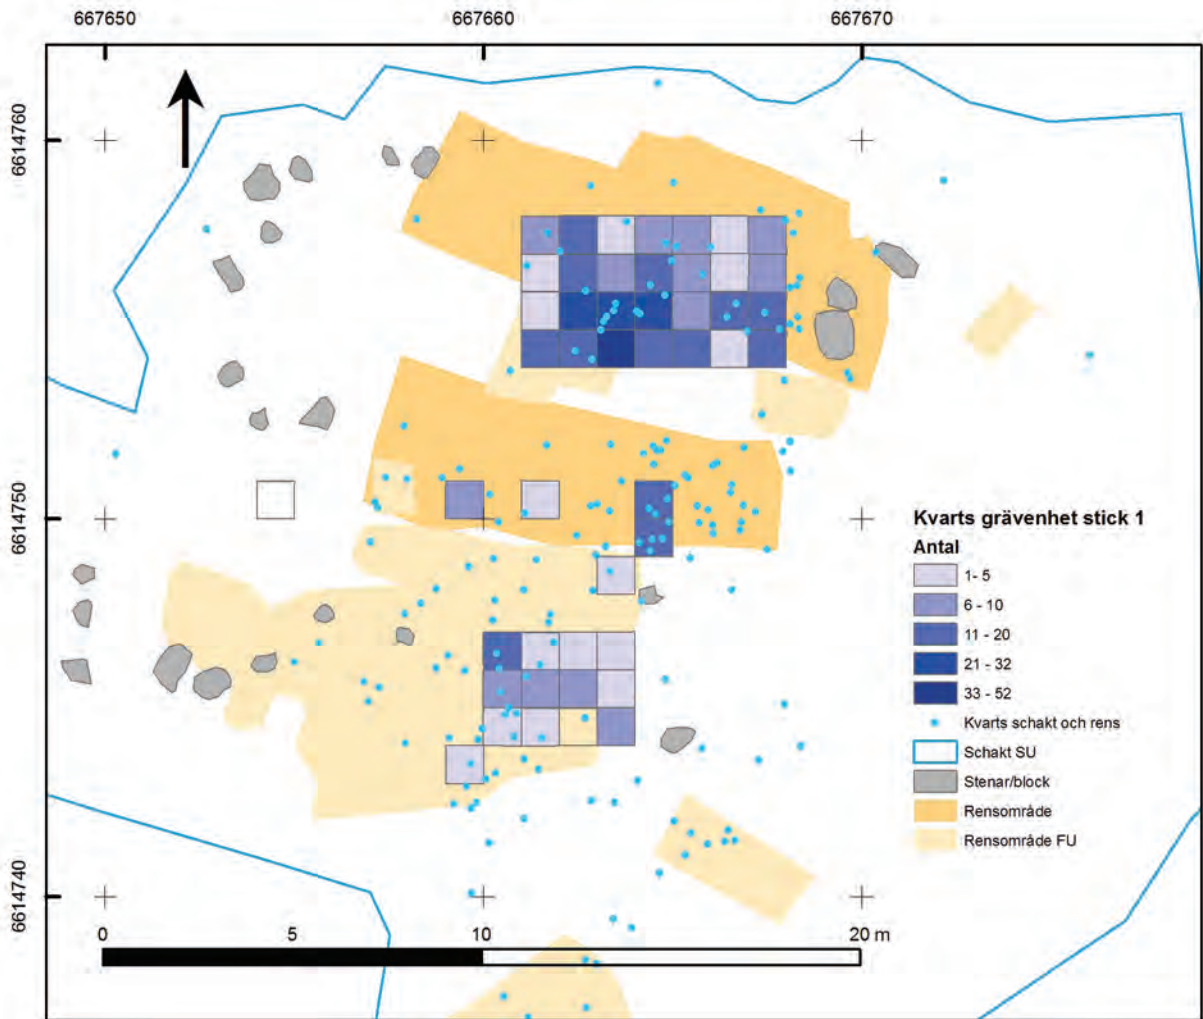 667650 667660 667670
6614760
6614750
6614740
Kvarts grävenhet stick 1
Antal
1- 5
6 - 10
11 - 20
21 - 32
33 - 52
Kvarts schakt och rens
Schakt SU
Stenar/block
Rensområde
Rensområde FU
0 5 10 20 m